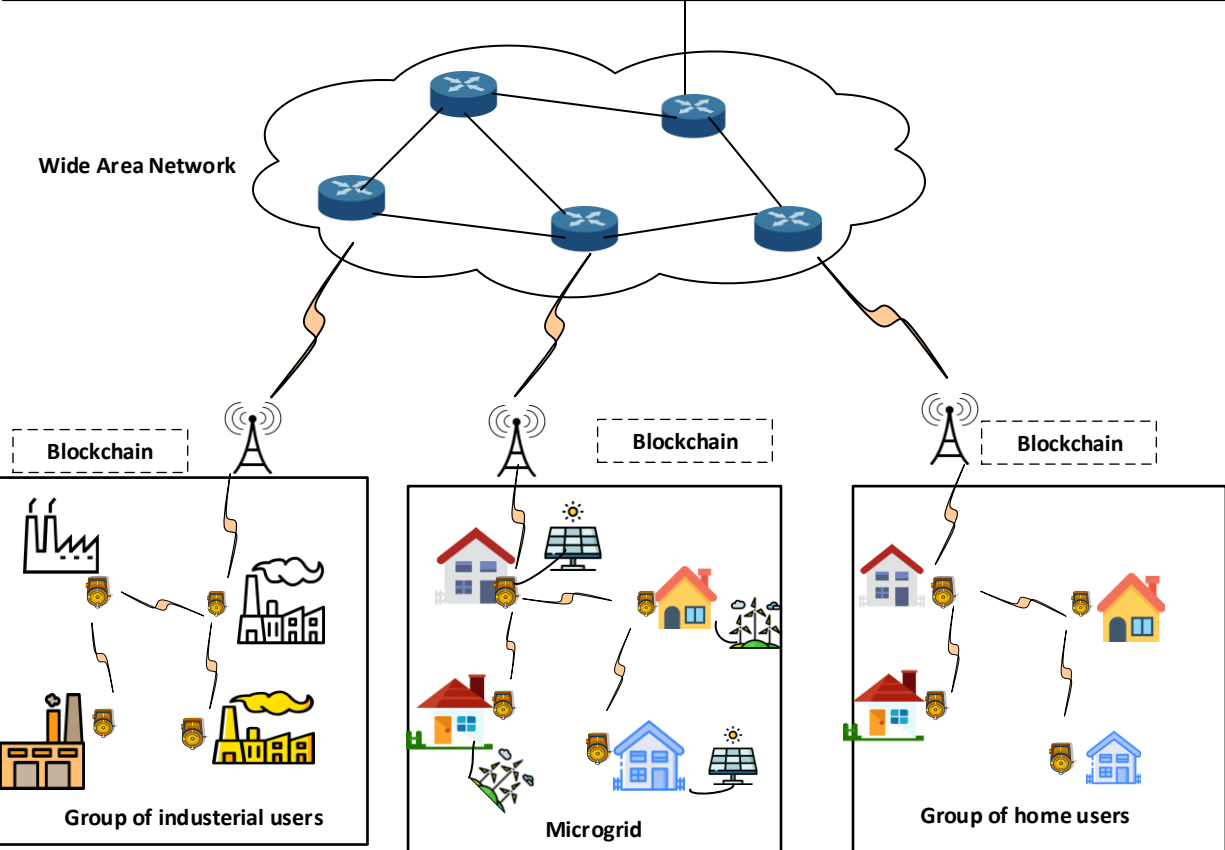 Wide Area Network
Blockchain
Blockchain
Blockchain
Group of industerial users
Microgrid
Group of home users